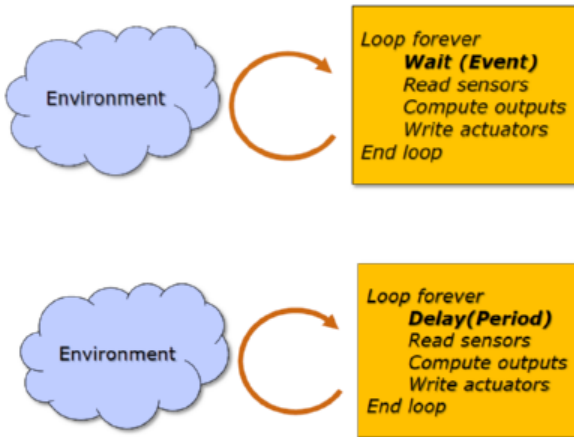 Environment
Loop forever
Wait (Event)
Read sensors
Compute outputs
Write actuators
End loop
Environment
Loop forever
Delay(Period)
Read sensors
Compute outputs
Write actuators
End loop